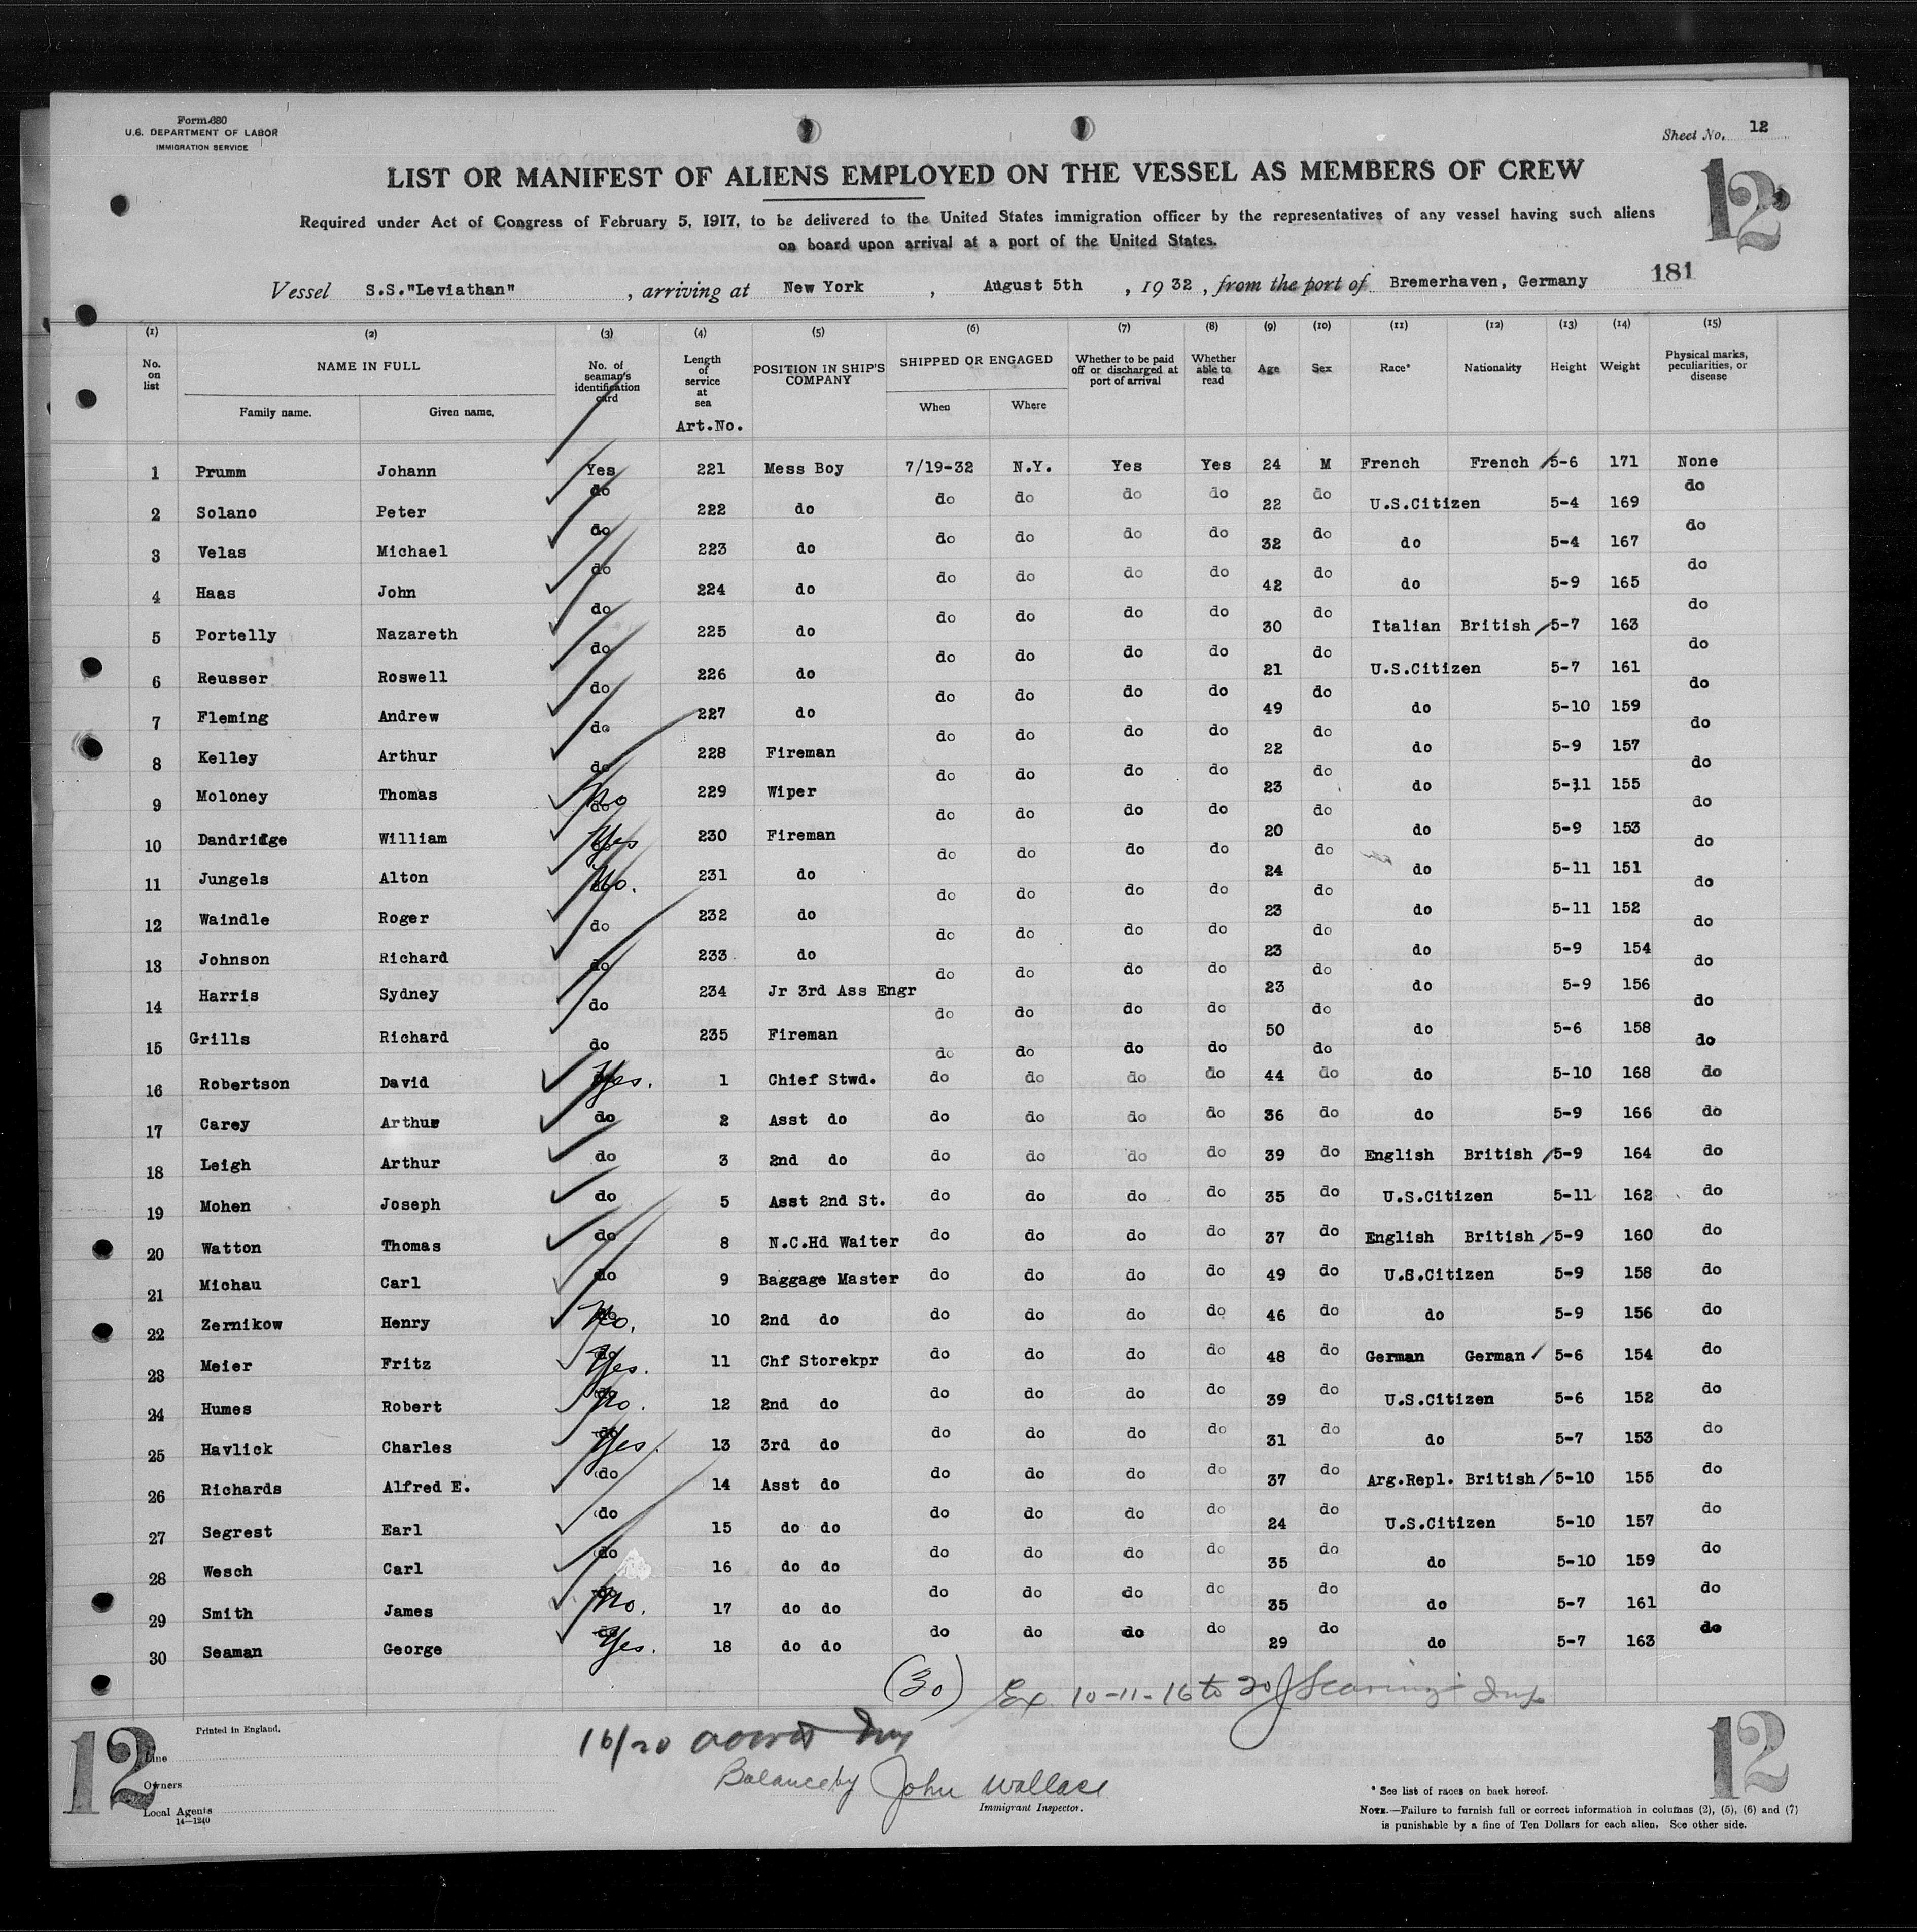 Form 680
U.S. DEPARTMENT OF LABOR
IMMIGRATION SERVICE
Sheet No. 12
12
LIST OR MANIFEST OF ALIENS EMPLOYED ON THE VESSEL AS MEMBERS OF CREW
Required under Act of Congress of February 5, 1917, to be delivered to the United States immigration officer by the representatives of any vessel having such aliens
on board upon arrival at a port of the United States.
181
Vessel S.S."Leviathan", arriving at New York, August 5th, 1932, from the port of Bremerhaven, Germany
(1) (2) (3) (4) (5) (6) (7) (8) (9) (10) (11) (12) (13) (14) (15)
No. on list NAME IN FULL Family name. Given name. No. of seaman's identification card Length of service at sea Art.No. POSITION IN SHIP'S COMPANY SHIPPED OR ENGAGED When Where Whether to be paid off or discharged at port of arrival Whether able to read Age Sex Race* Nationality Height Weight Physical marks, peculiarities, or disease
1 Prumm Johann Yes 221 Mess Boy 7/19-32 N.Y. Yes Yes 24 M French French 5-6 171 None
2 Solano Peter do 222 do do do do do 22 do U.S.Citizen 5-4 169 do
3 Velas Michael do 223 do do do do do 32 do do 5-4 167 do
4 Haas John do 224 do do do do do 42 do do 5-9 165 do
5 Portelly Nazareth do 225 do do do do do 30 do Italian British 5-7 163 do
6 Reusser Roswell do 226 do do do do do 21 do U.S.Citizen 5-7 161 do
7 Fleming Andrew do 227 do do do do do 49 do do 5-10 159 do
8 Kelley Arthur do 228 Fireman do do do do 22 do do 5-9 157 do
9 Moloney Thomas do No 229 Wiper do do do do 23 do do 5-11 155 do
10 Dandridge William do Yes 230 Fireman do do do do 20 do do 5-9 153 do
11 Jungels Alton do No. 231 do do do do do 24 do do 5-11 151 do
12 Waindle Roger do 232 do do do do do 23 do do 5-11 152 do
13 Johnson Richard do 233 do do do do do 23 do do 5-9 154 do
14 Harris Sydney do 234 Jr 3rd Ass Engr do do do do 23 do do 5-9 156 do
15 Grills Richard do 235 Fireman do do do do 50 do do 5-6 158 do
16 Robertson David do Yes. 1 Chief Stwd. do do do do 44 do do 5-10 168 do
17 Carey Arthur do 2 Asst do do do do do 36 do do 5-9 166 do
18 Leigh Arthur do 3 2nd do do do do do 39 do English British 5-9 164 do
19 Mohen Joseph do 5 Asst 2nd St. do do do do 35 do U.S.Citizen 5-11 162 do
20 Watton Thomas do 8 N.C.Hd Waiter do do do do 37 do English British 5-9 160 do
21 Michau Carl do 9 Baggage Master do do do do 49 do U.S.Citizen 5-9 158 do
22 Zernikow Henry do No. 10 2nd do do do do do 46 do do 5-9 156 do
23 Meier Fritz do Yes. 11 Chf Storekpr do do do do 48 do German German 5-6 154 do
24 Humes Robert do No. 12 2nd do do do do do 39 do U.S.Citizen 5-6 152 do
25 Havlick Charles do Yes. 13 3rd do do do do do 31 do do 5-7 153 do
26 Richards Alfred E. do 14 Asst do do do do do 37 do Arg.Repl. British 5-10 155 do
27 Segrest Earl do 15 do do do do do do 24 do U.S.Citizen 5-10 157 do
28 Wesch Carl do 16 do do do do do do 35 do do 5-10 159 do
29 Smith James do No. 17 do do do do do do 35 do do 5-7 161 do
30 Seaman George do Yes. 18 do do do do do do 29 do do 5-7 163 do
(30) Ex 10-11-16 to 20 Insp
16/20
Balance by John Wallace
Immigrant Inspector.
12
Printed in England.
Line
Owners
Local Agents
14—1240
12
* See list of races on back hereof.
NOTE.—Failure to furnish full or correct information in columns (2), (5), (6) and (7)
is punishable by a fine of Ten Dollars for each alien. See other side.